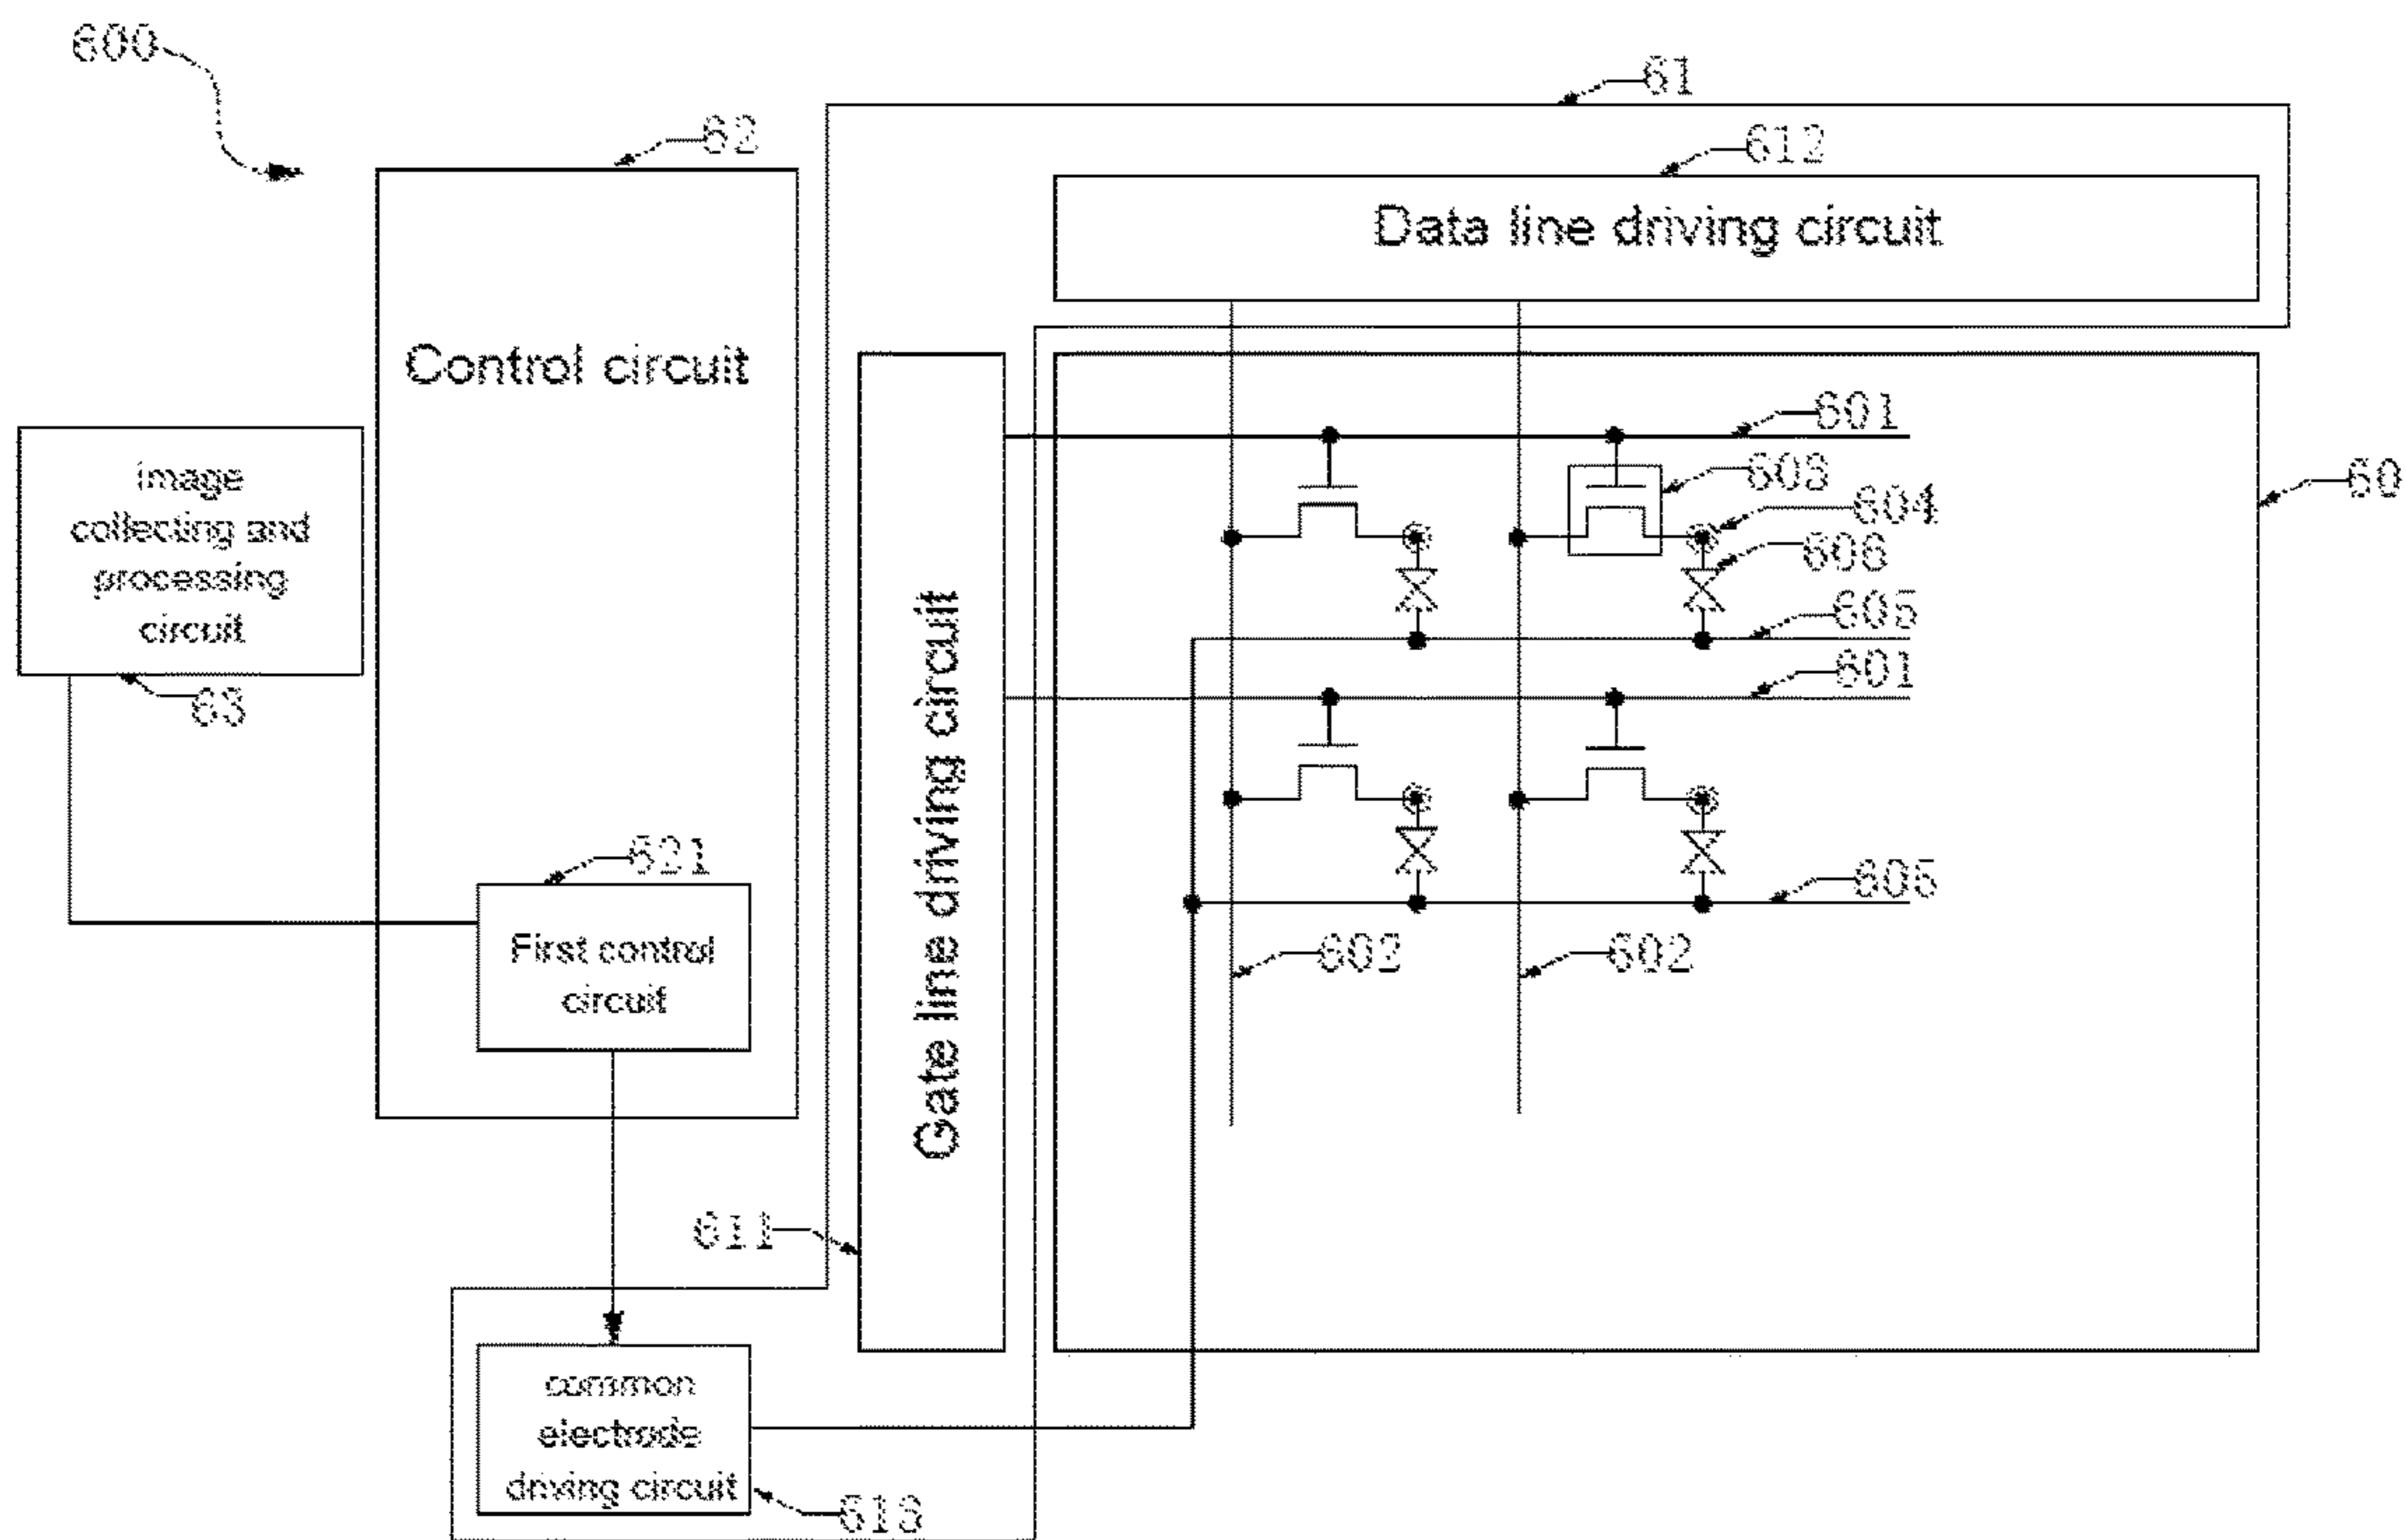 600
61
62
612
Data line driving circuit
Control circuit
601
603
60
604
606
605
601
image
collecting and
processing
circuit
63
Gate line driving circuit
621
605
First control
circuit
602
602
611
common
electrode
driving circuit
613